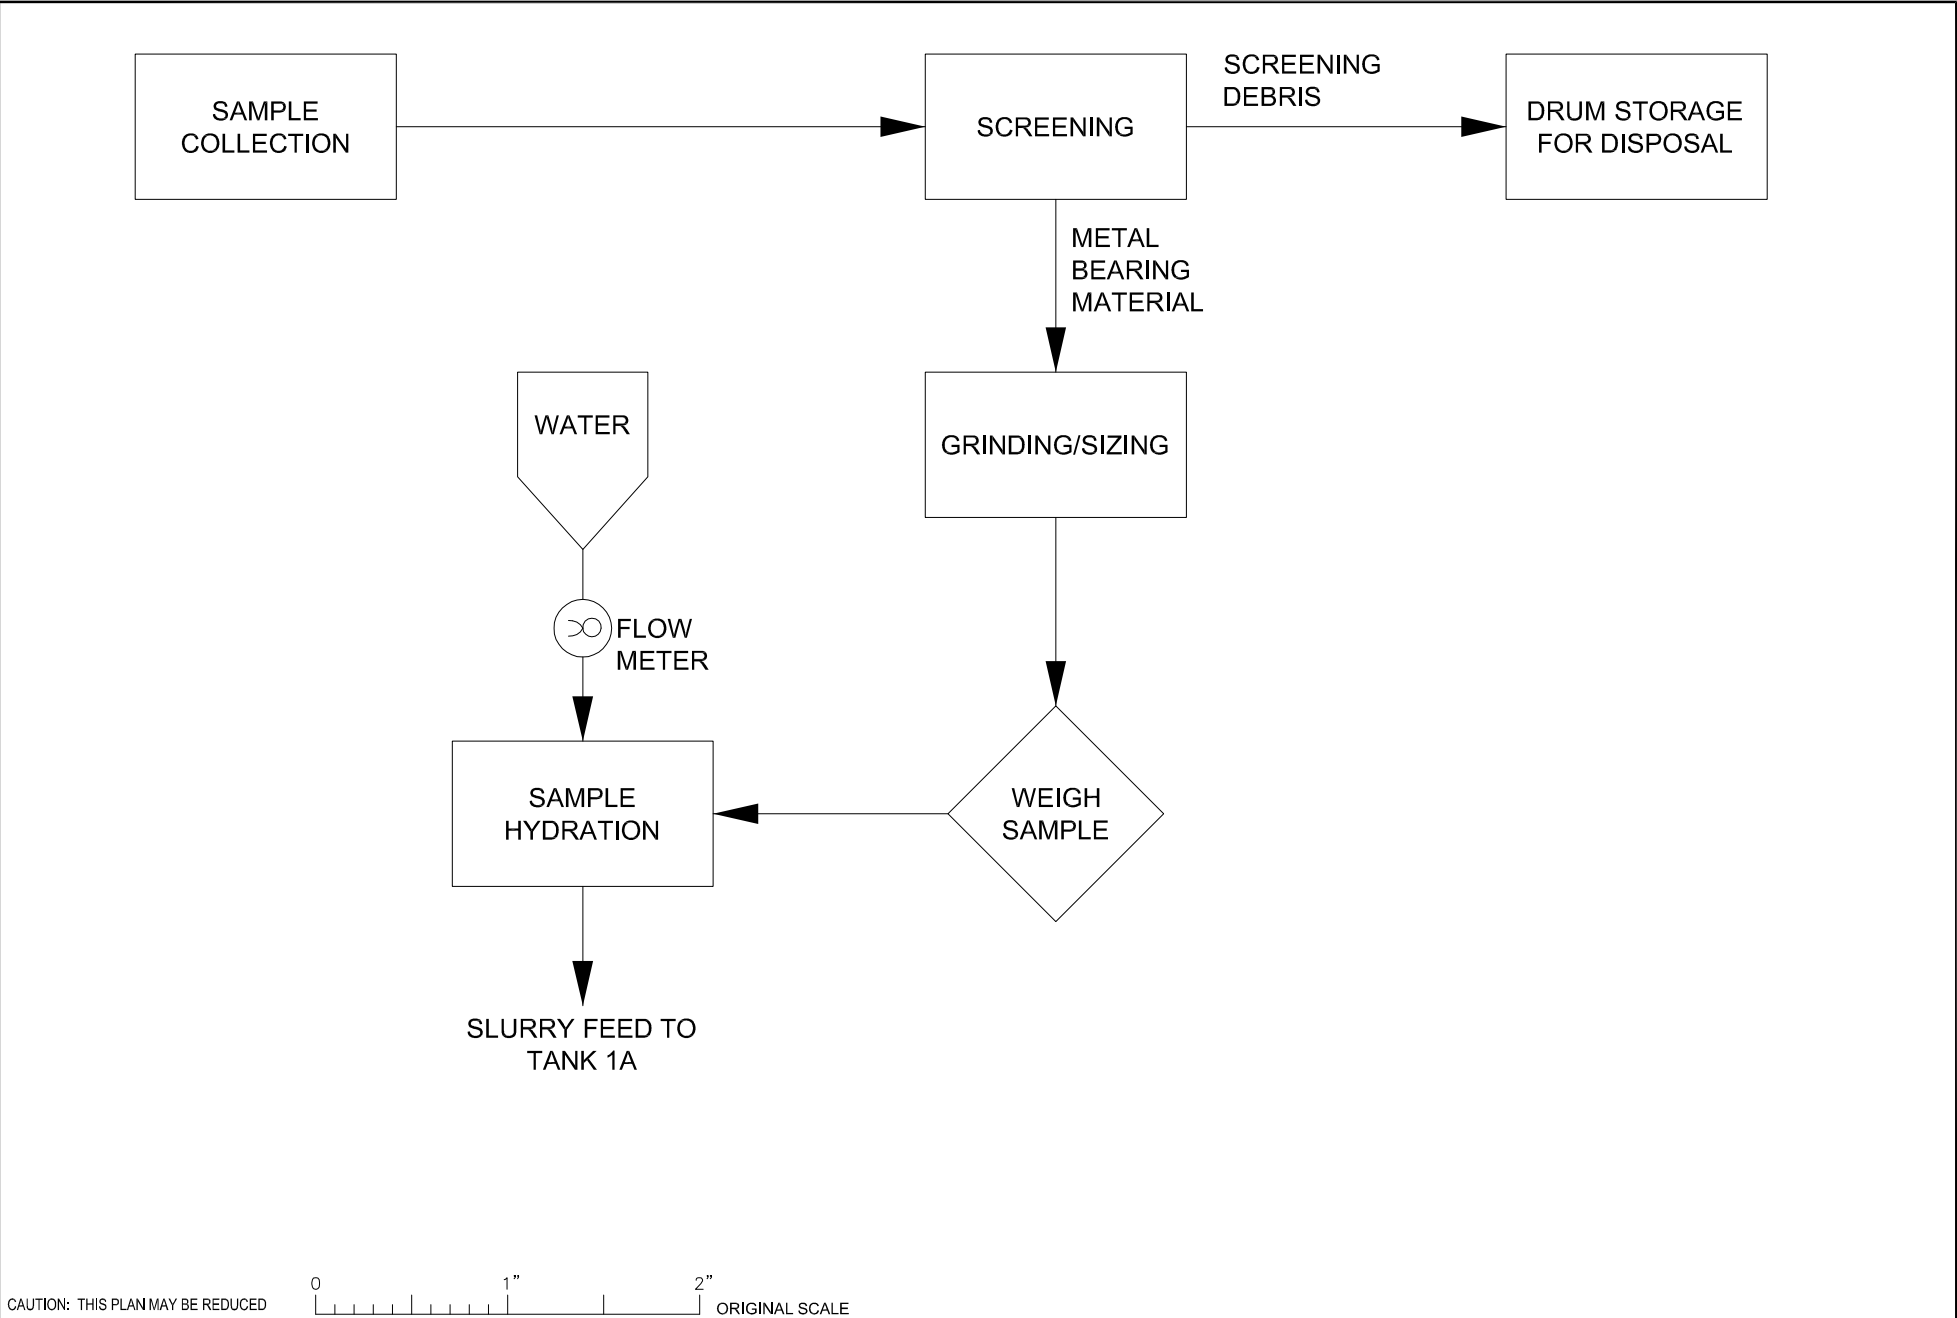 SAMPLE
COLLECTION
SCREENING
SCREENING
DEBRIS
DRUM STORAGE
FOR DISPOSAL
METAL
BEARING
MATERIAL
WATER
GRINDING/SIZING
FLOW
METER
SAMPLE
HYDRATION
WEIGH
SAMPLE
SLURRY FEED TO
TANK 1A
CAUTION: THIS PLAN MAY BE REDUCED
0 1" 2"
ORIGINAL SCALE